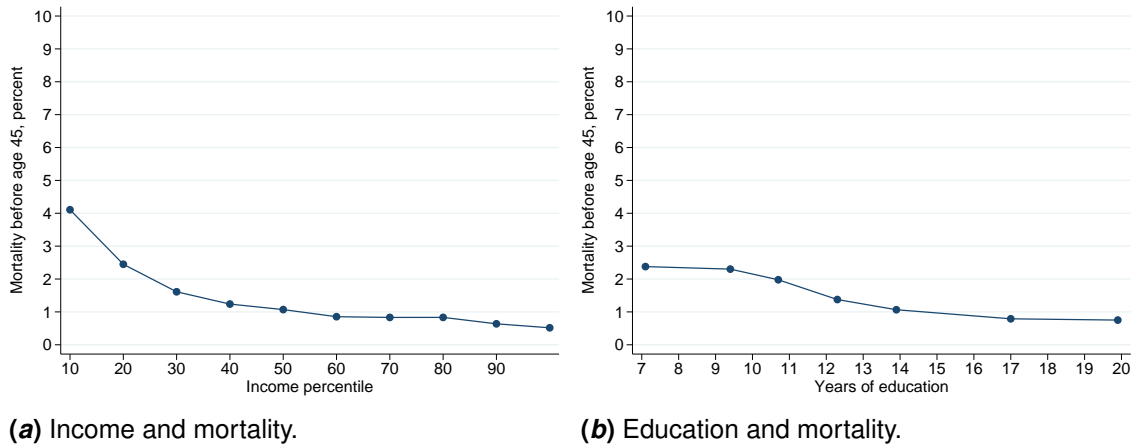 Mortality before age 45, percent
10
9
8
7
6
5
4
3
2
1
0
10 20 30 40 50 60 70 80 90
Income percentile
(a) Income and mortality.
Mortality before age 45, percent
10
9
8
7
6
5
4
3
2
1
0
7 8 9 10 11 12 13 14 15 16 17 18 19 20
Years of education
(b) Education and mortality.